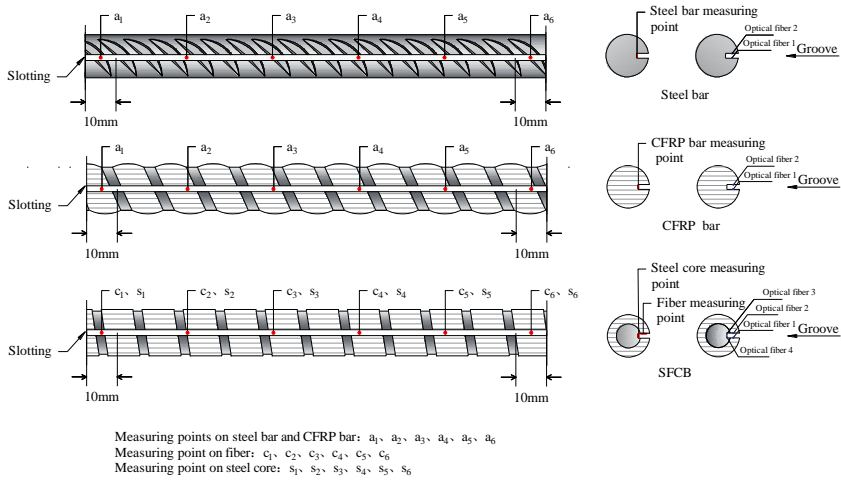 a₁ a₂ a₃ a₄ a₅ a₆
Slotting
10mm 10mm
Steel bar measuring
point
Optical fiber 2
Optical fiber 1
Groove
Steel bar
a₁ a₂ a₃ a₄ a₅ a₆
Slotting
10mm 10mm
CFRP bar measuring
point
Optical fiber 2
Optical fiber 1
Groove
CFRP bar
c₁、s₁ c₂、s₂ c₃、s₃ c₄、s₄ c₅、s₅ c₆、s₆
Slotting
10mm 10mm
Steel core measuring
point
Fiber measuring
point
Optical fiber 3
Optical fiber 2
Optical fiber 1
Optical fiber 4
Groove
SFCB
Measuring points on steel bar and CFRP bar: a₁、a₂、a₃、a₄、a₅、a₆
Measuring point on fiber: c₁、c₂、c₃、c₄、c₅、c₆
Measuring point on steel core: s₁、s₂、s₃、s₄、s₅、s₆